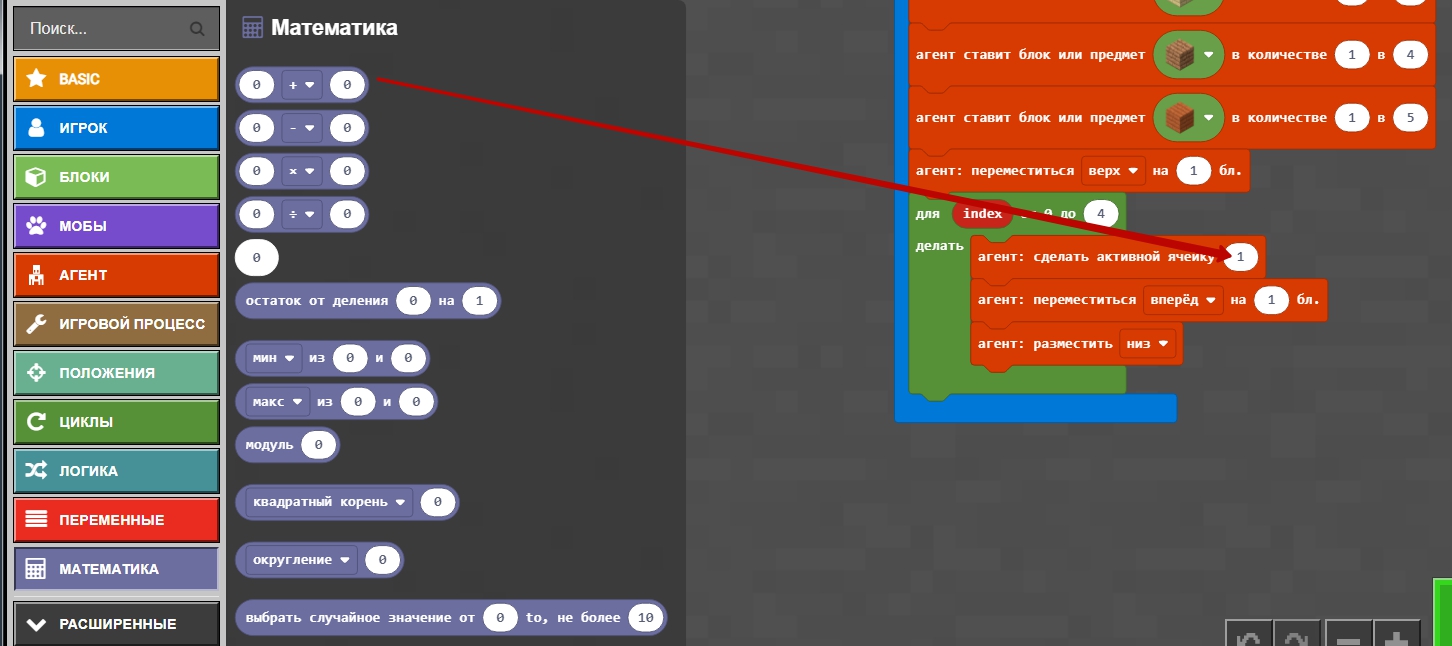 Поиск...
BASIC
ИГРОК
БЛОКИ
МОБЫ
АГЕНТ
ИГРОВОЙ ПРОЦЕСС
ПОЛОЖЕНИЯ
ЦИКЛЫ
ЛОГИКА
ПЕРЕМЕННЫЕ
МАТЕМАТИКА
РАСШИРЕННЫЕ
Математика
0 + 0
0 - 0
0 x 0
0 ÷ 0
0
остаток от деления 0 на 1
мин из 0 и 0
макс из 0 и 0
модуль 0
квадратный корень 0
округление 0
выбрать случайное значение от 0 to, не более 10
агент ставит блок или предмет в количестве 1 в 4
агент ставит блок или предмет в количестве 1 в 5
агент: переместиться верх на 1 бл.
для index 0 до 4
делать
агент: сделать активной ячейку 1
агент: переместиться вперёд на 1 бл.
агент: разместить низ